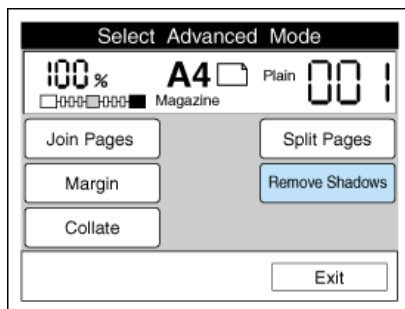 Select Advanced Mode
100 % A4 Plain 001
Magazine
Join Pages Split Pages
Margin Remove Shadows
Collate
Exit